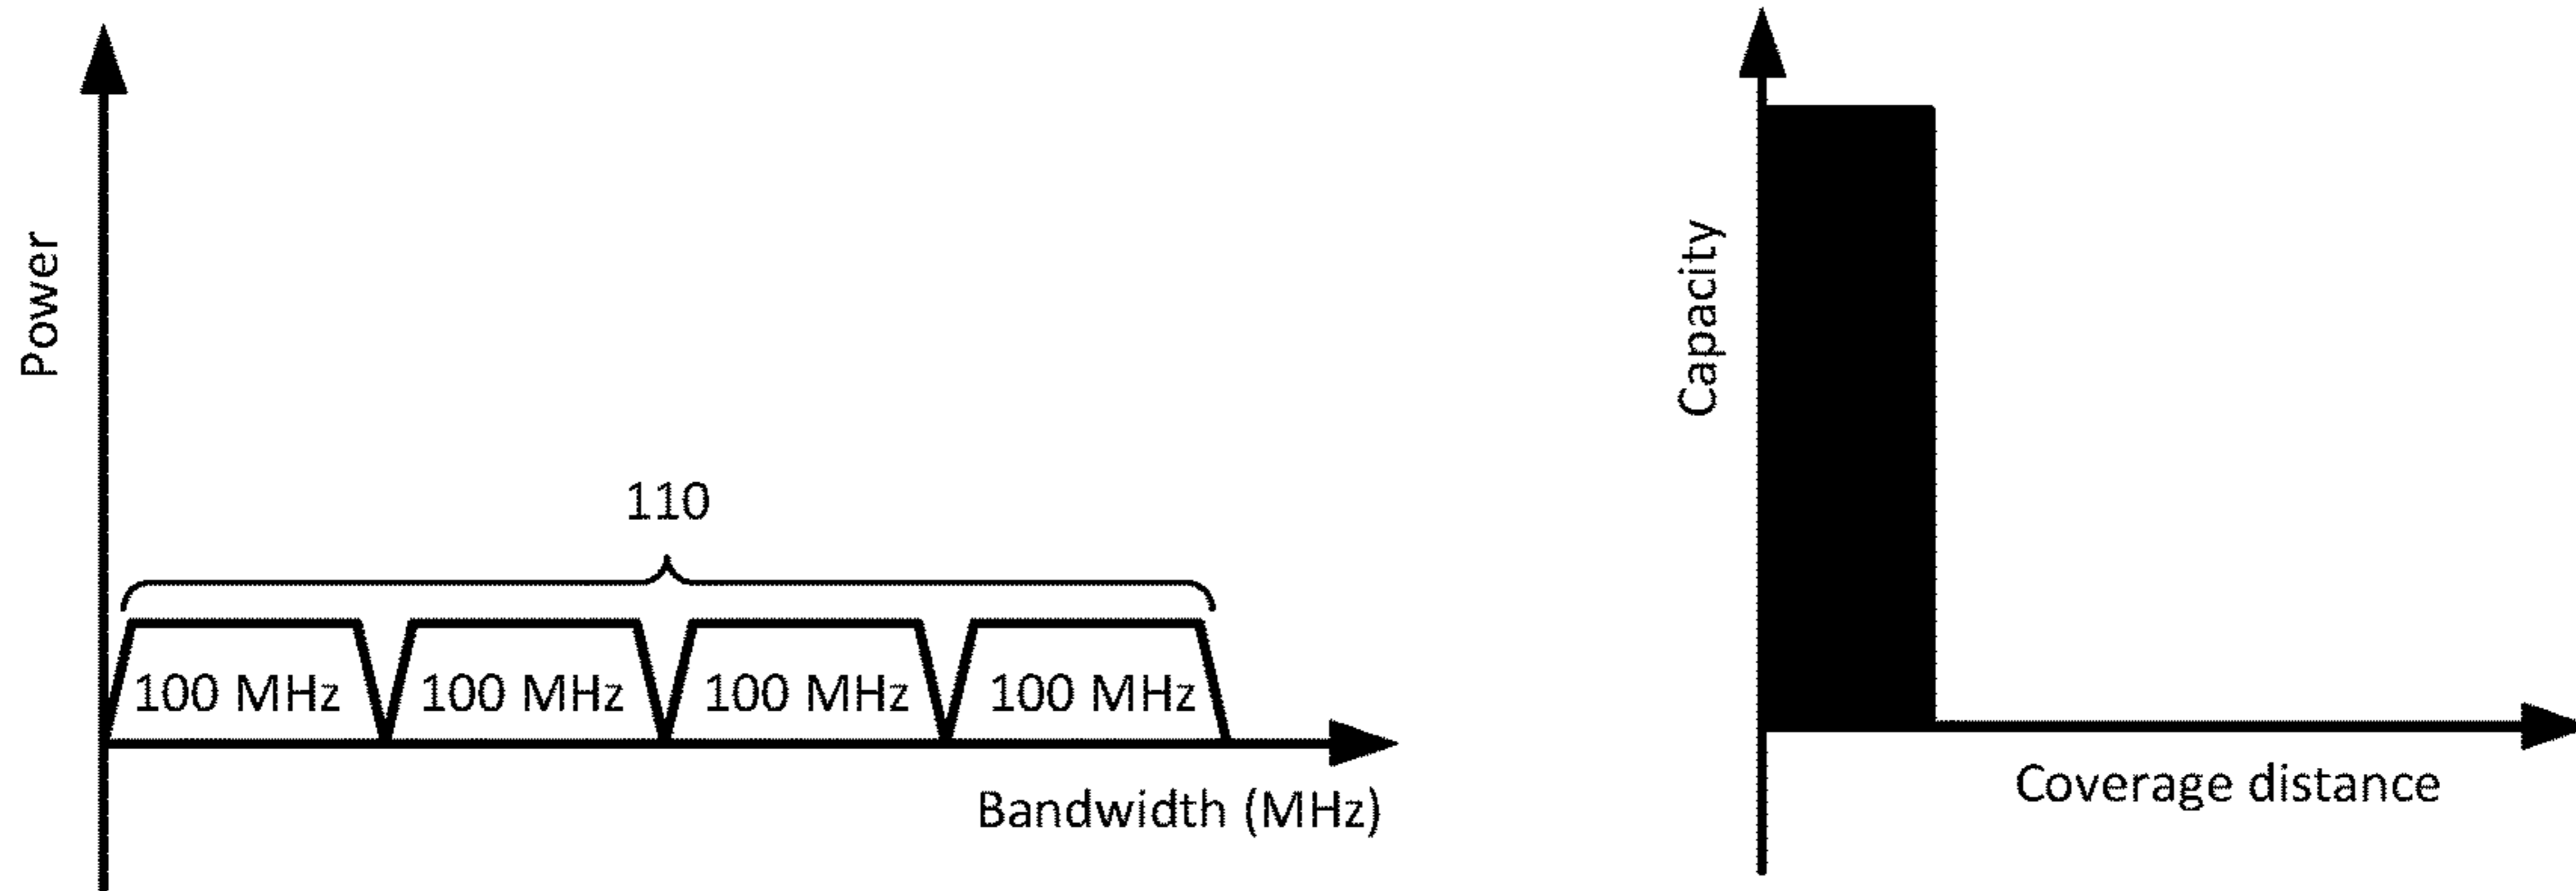 Power
110
100 MHz 100 MHz 100 MHz 100 MHz
Bandwidth (MHz)
Capacity
Coverage distance